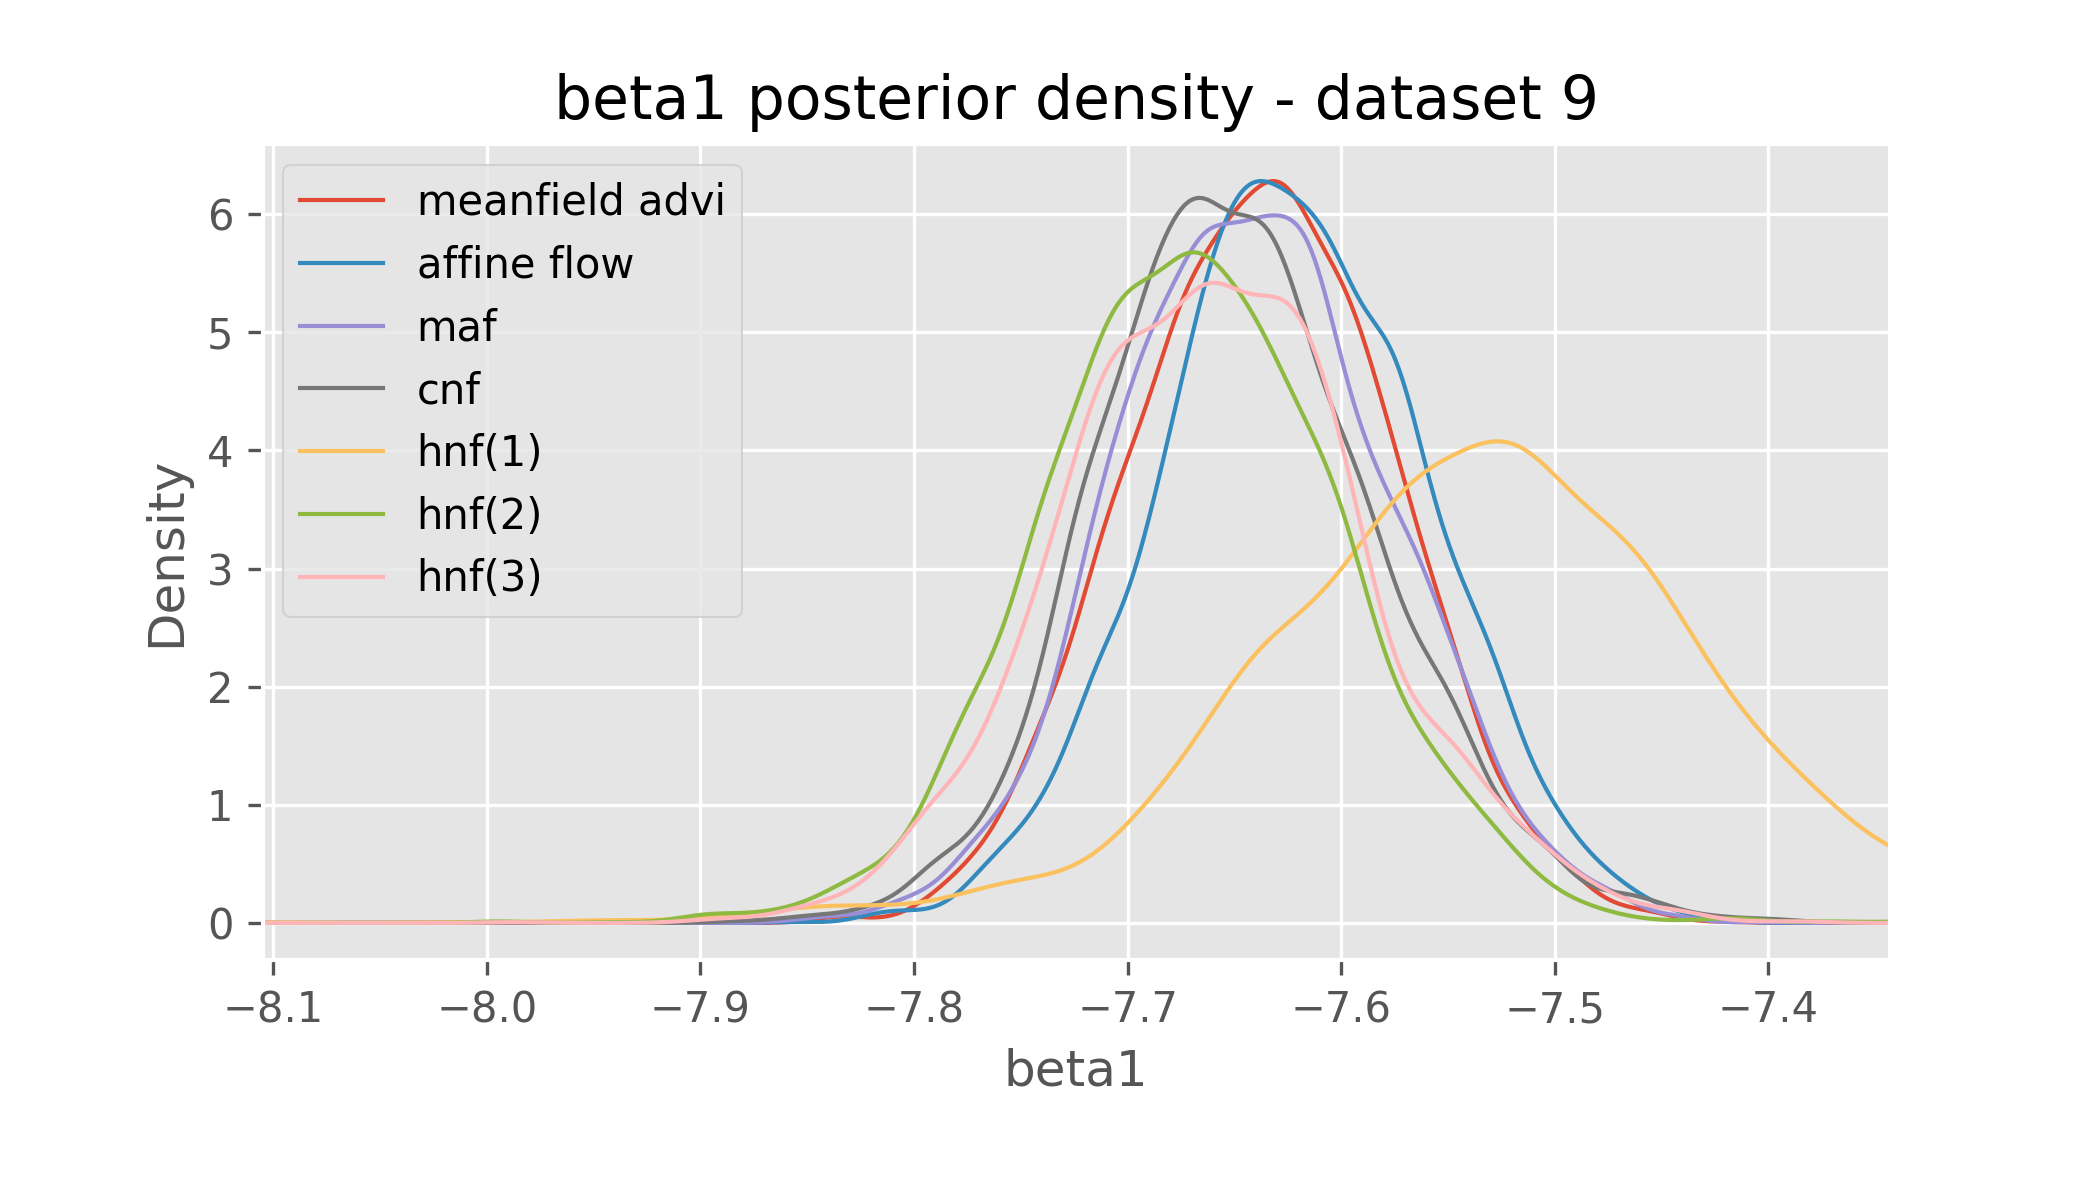 beta1 posterior density - dataset 9
meanfield advi
affine flow
maf
cnf
hnf(1)
hnf(2)
hnf(3)
Density
6
5
4
3
2
1
0
−8.1 −8.0 −7.9 −7.8 −7.7 −7.6 −7.5 −7.4
beta1